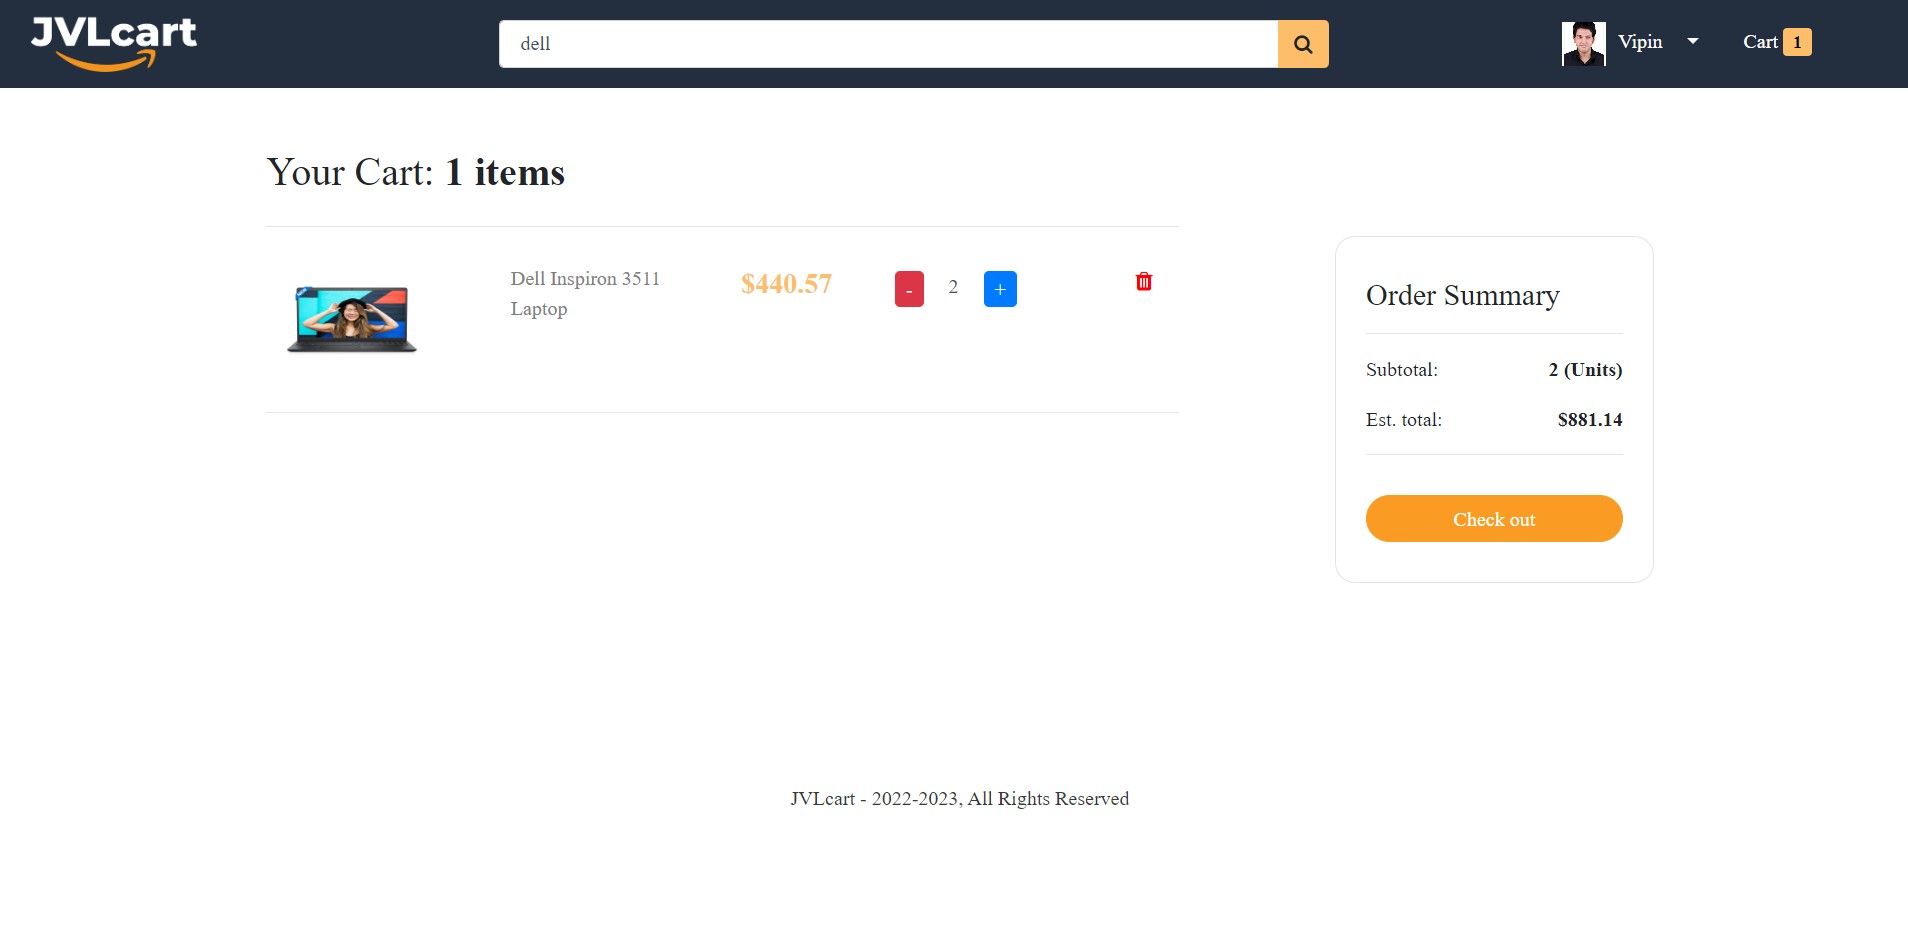 JVLcart
dell
Vipin
Cart 1
Your Cart: 1 items
Dell Inspiron 3511
Laptop
$440.57
-
2
+
Order Summary
Subtotal: 2 (Units)
Est. total: $881.14
Check out
JVLcart - 2022-2023, All Rights Reserved